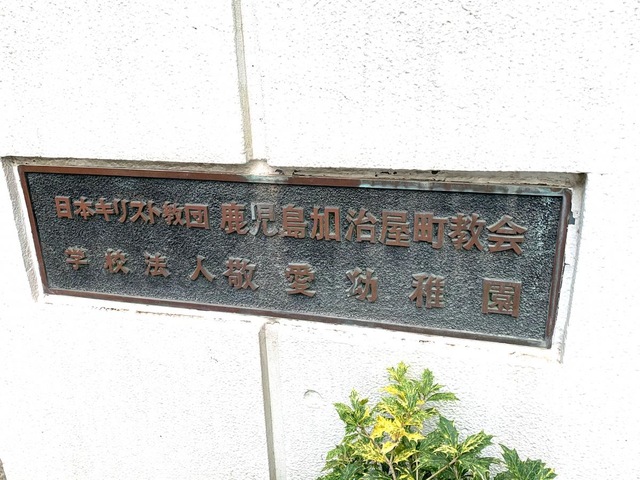 日本キリスト教団 鹿児島加治屋町教会
学校法人敬愛幼稚園